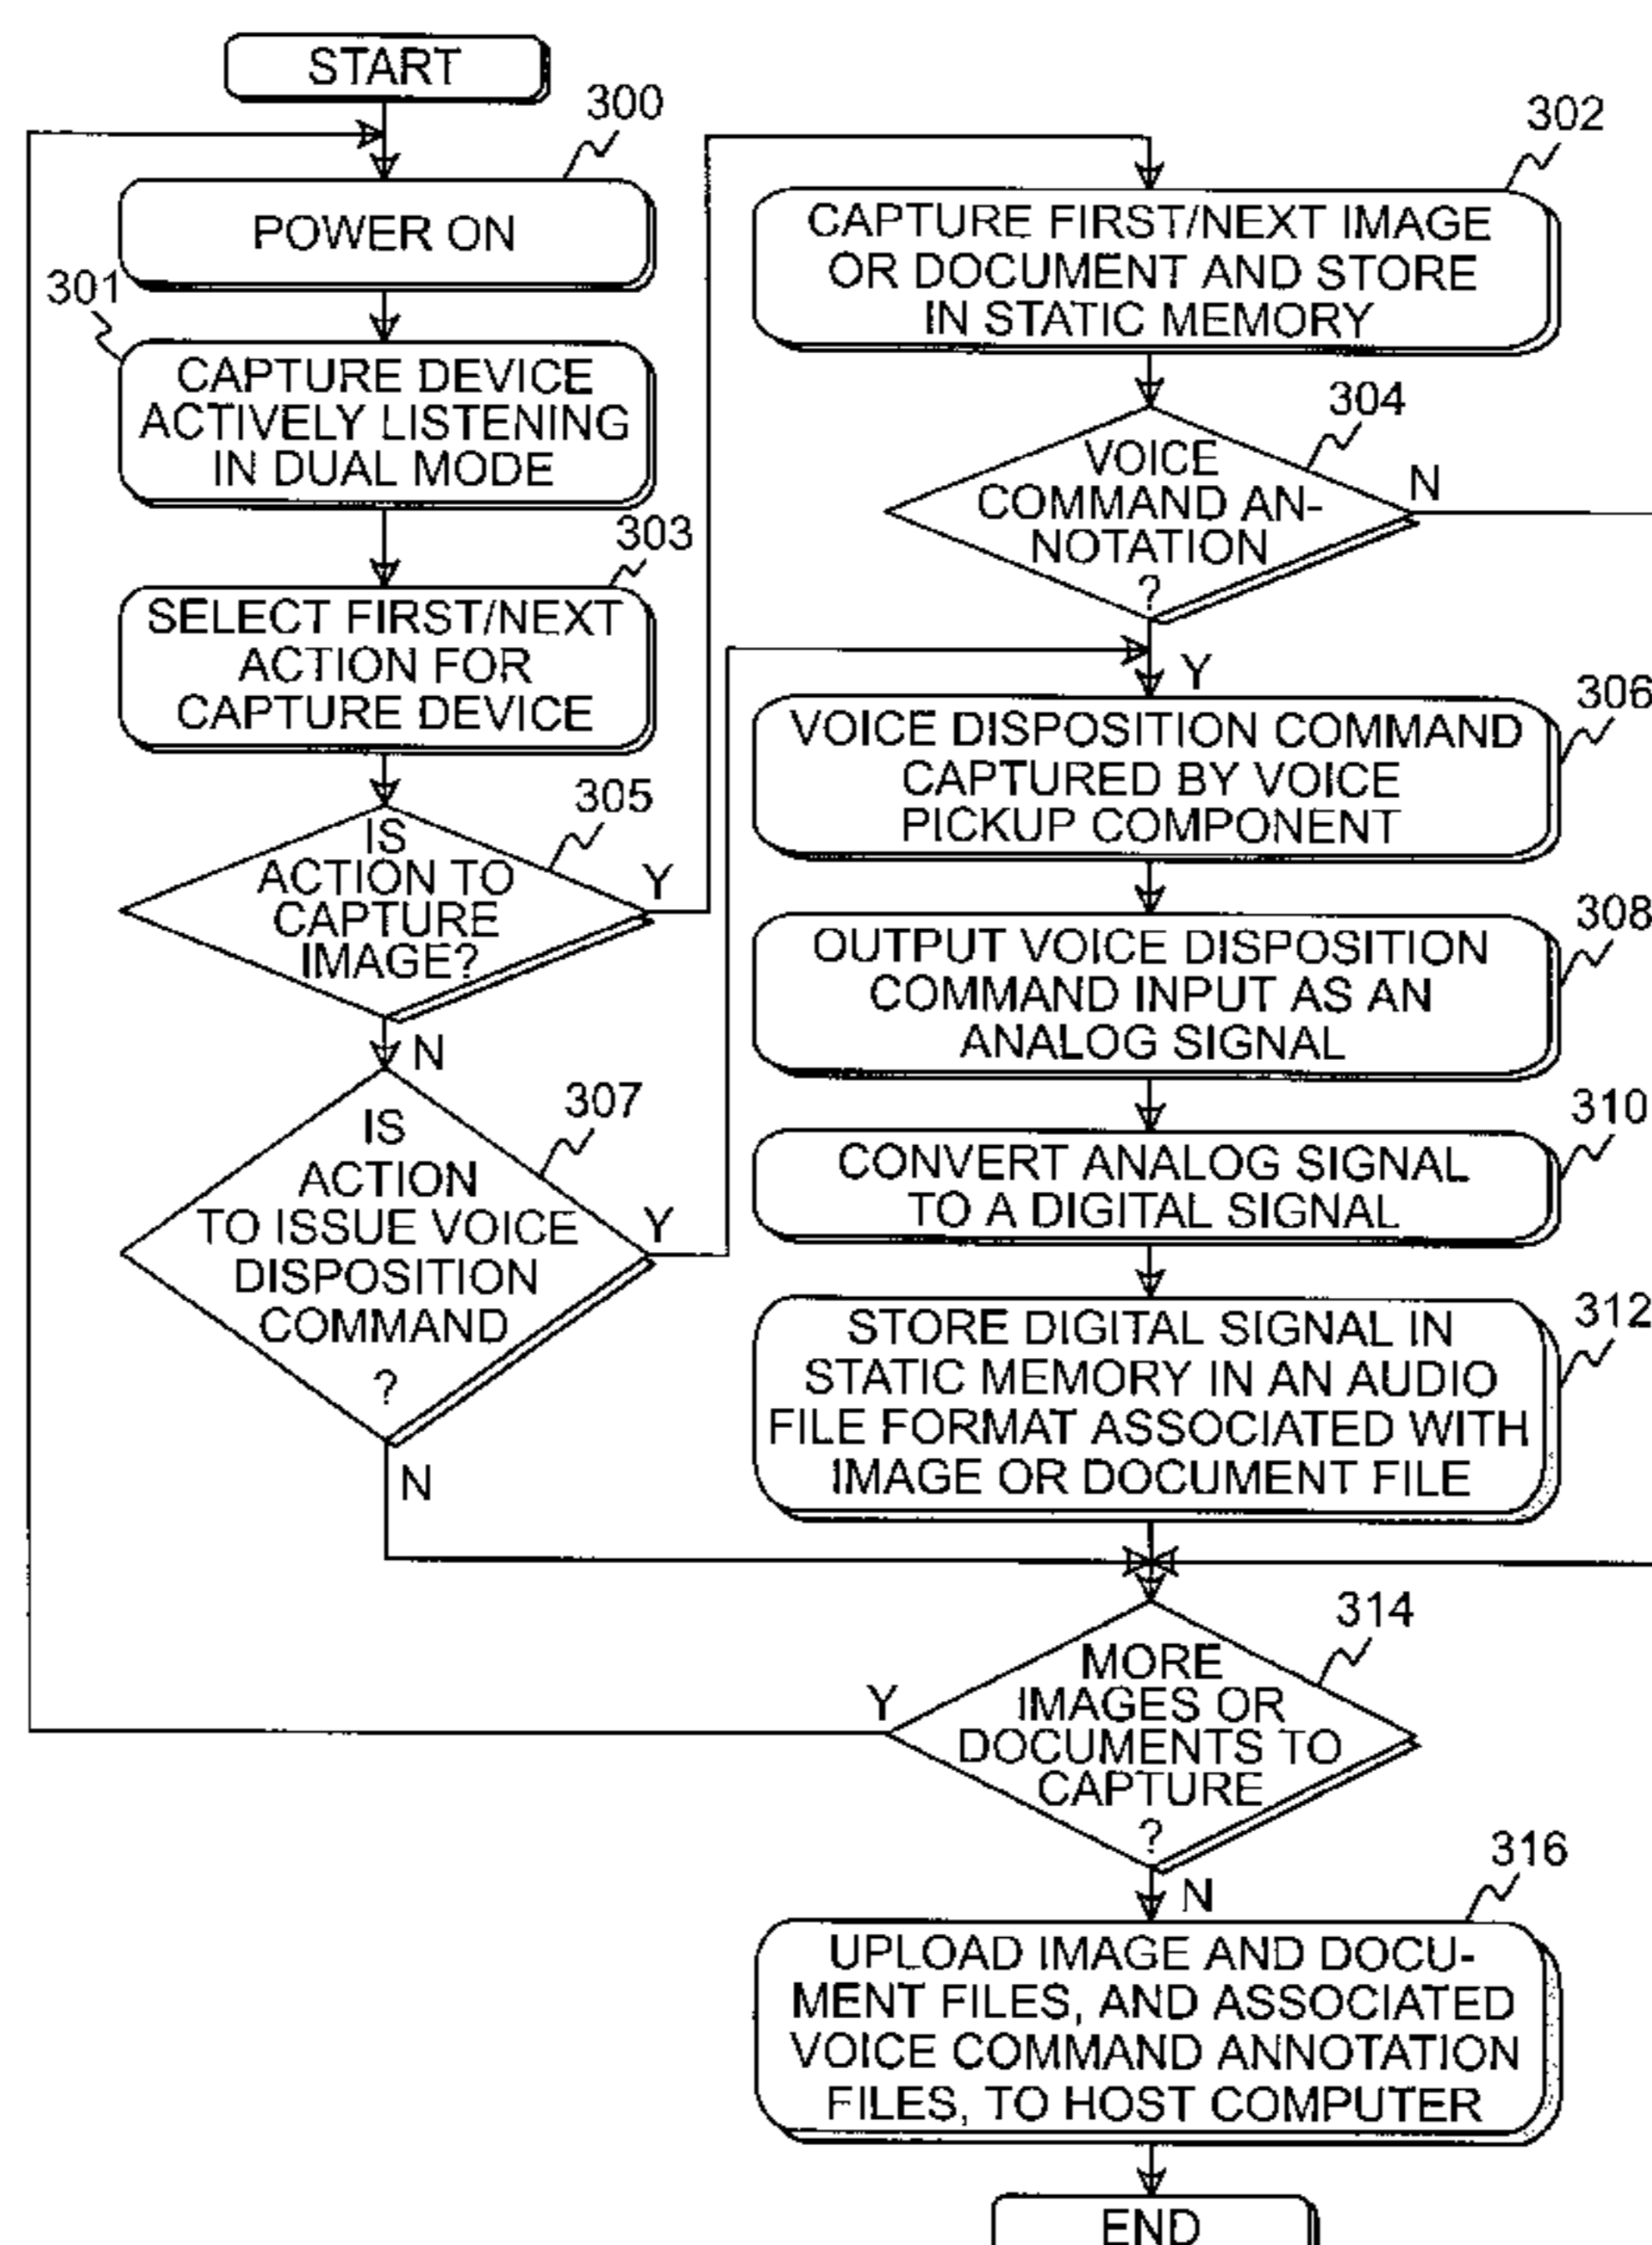 START
300
POWER ON
301
CAPTURE DEVICE
ACTIVELY LISTENING
IN DUAL MODE
303
SELECT FIRST/NEXT
ACTION FOR
CAPTURE DEVICE
305
IS
ACTION TO
CAPTURE
IMAGE?
Y
N
307
IS
ACTION
TO ISSUE VOICE
DISPOSITION
COMMAND
?
Y
N
302
CAPTURE FIRST/NEXT IMAGE
OR DOCUMENT AND STORE
IN STATIC MEMORY
304
VOICE
COMMAND AN-
NOTATION
?
N
Y
306
VOICE DISPOSITION COMMAND
CAPTURED BY VOICE
PICKUP COMPONENT
308
OUTPUT VOICE DISPOSITION
COMMAND INPUT AS AN
ANALOG SIGNAL
310
CONVERT ANALOG SIGNAL
TO A DIGITAL SIGNAL
312
STORE DIGITAL SIGNAL IN
STATIC MEMORY IN AN AUDIO
FILE FORMAT ASSOCIATED WITH
IMAGE OR DOCUMENT FILE
314
MORE
IMAGES OR
DOCUMENTS TO
CAPTURE
?
Y
N
316
UPLOAD IMAGE AND DOCU-
MENT FILES, AND ASSOCIATED
VOICE COMMAND ANNOTATION
FILES, TO HOST COMPUTER
END